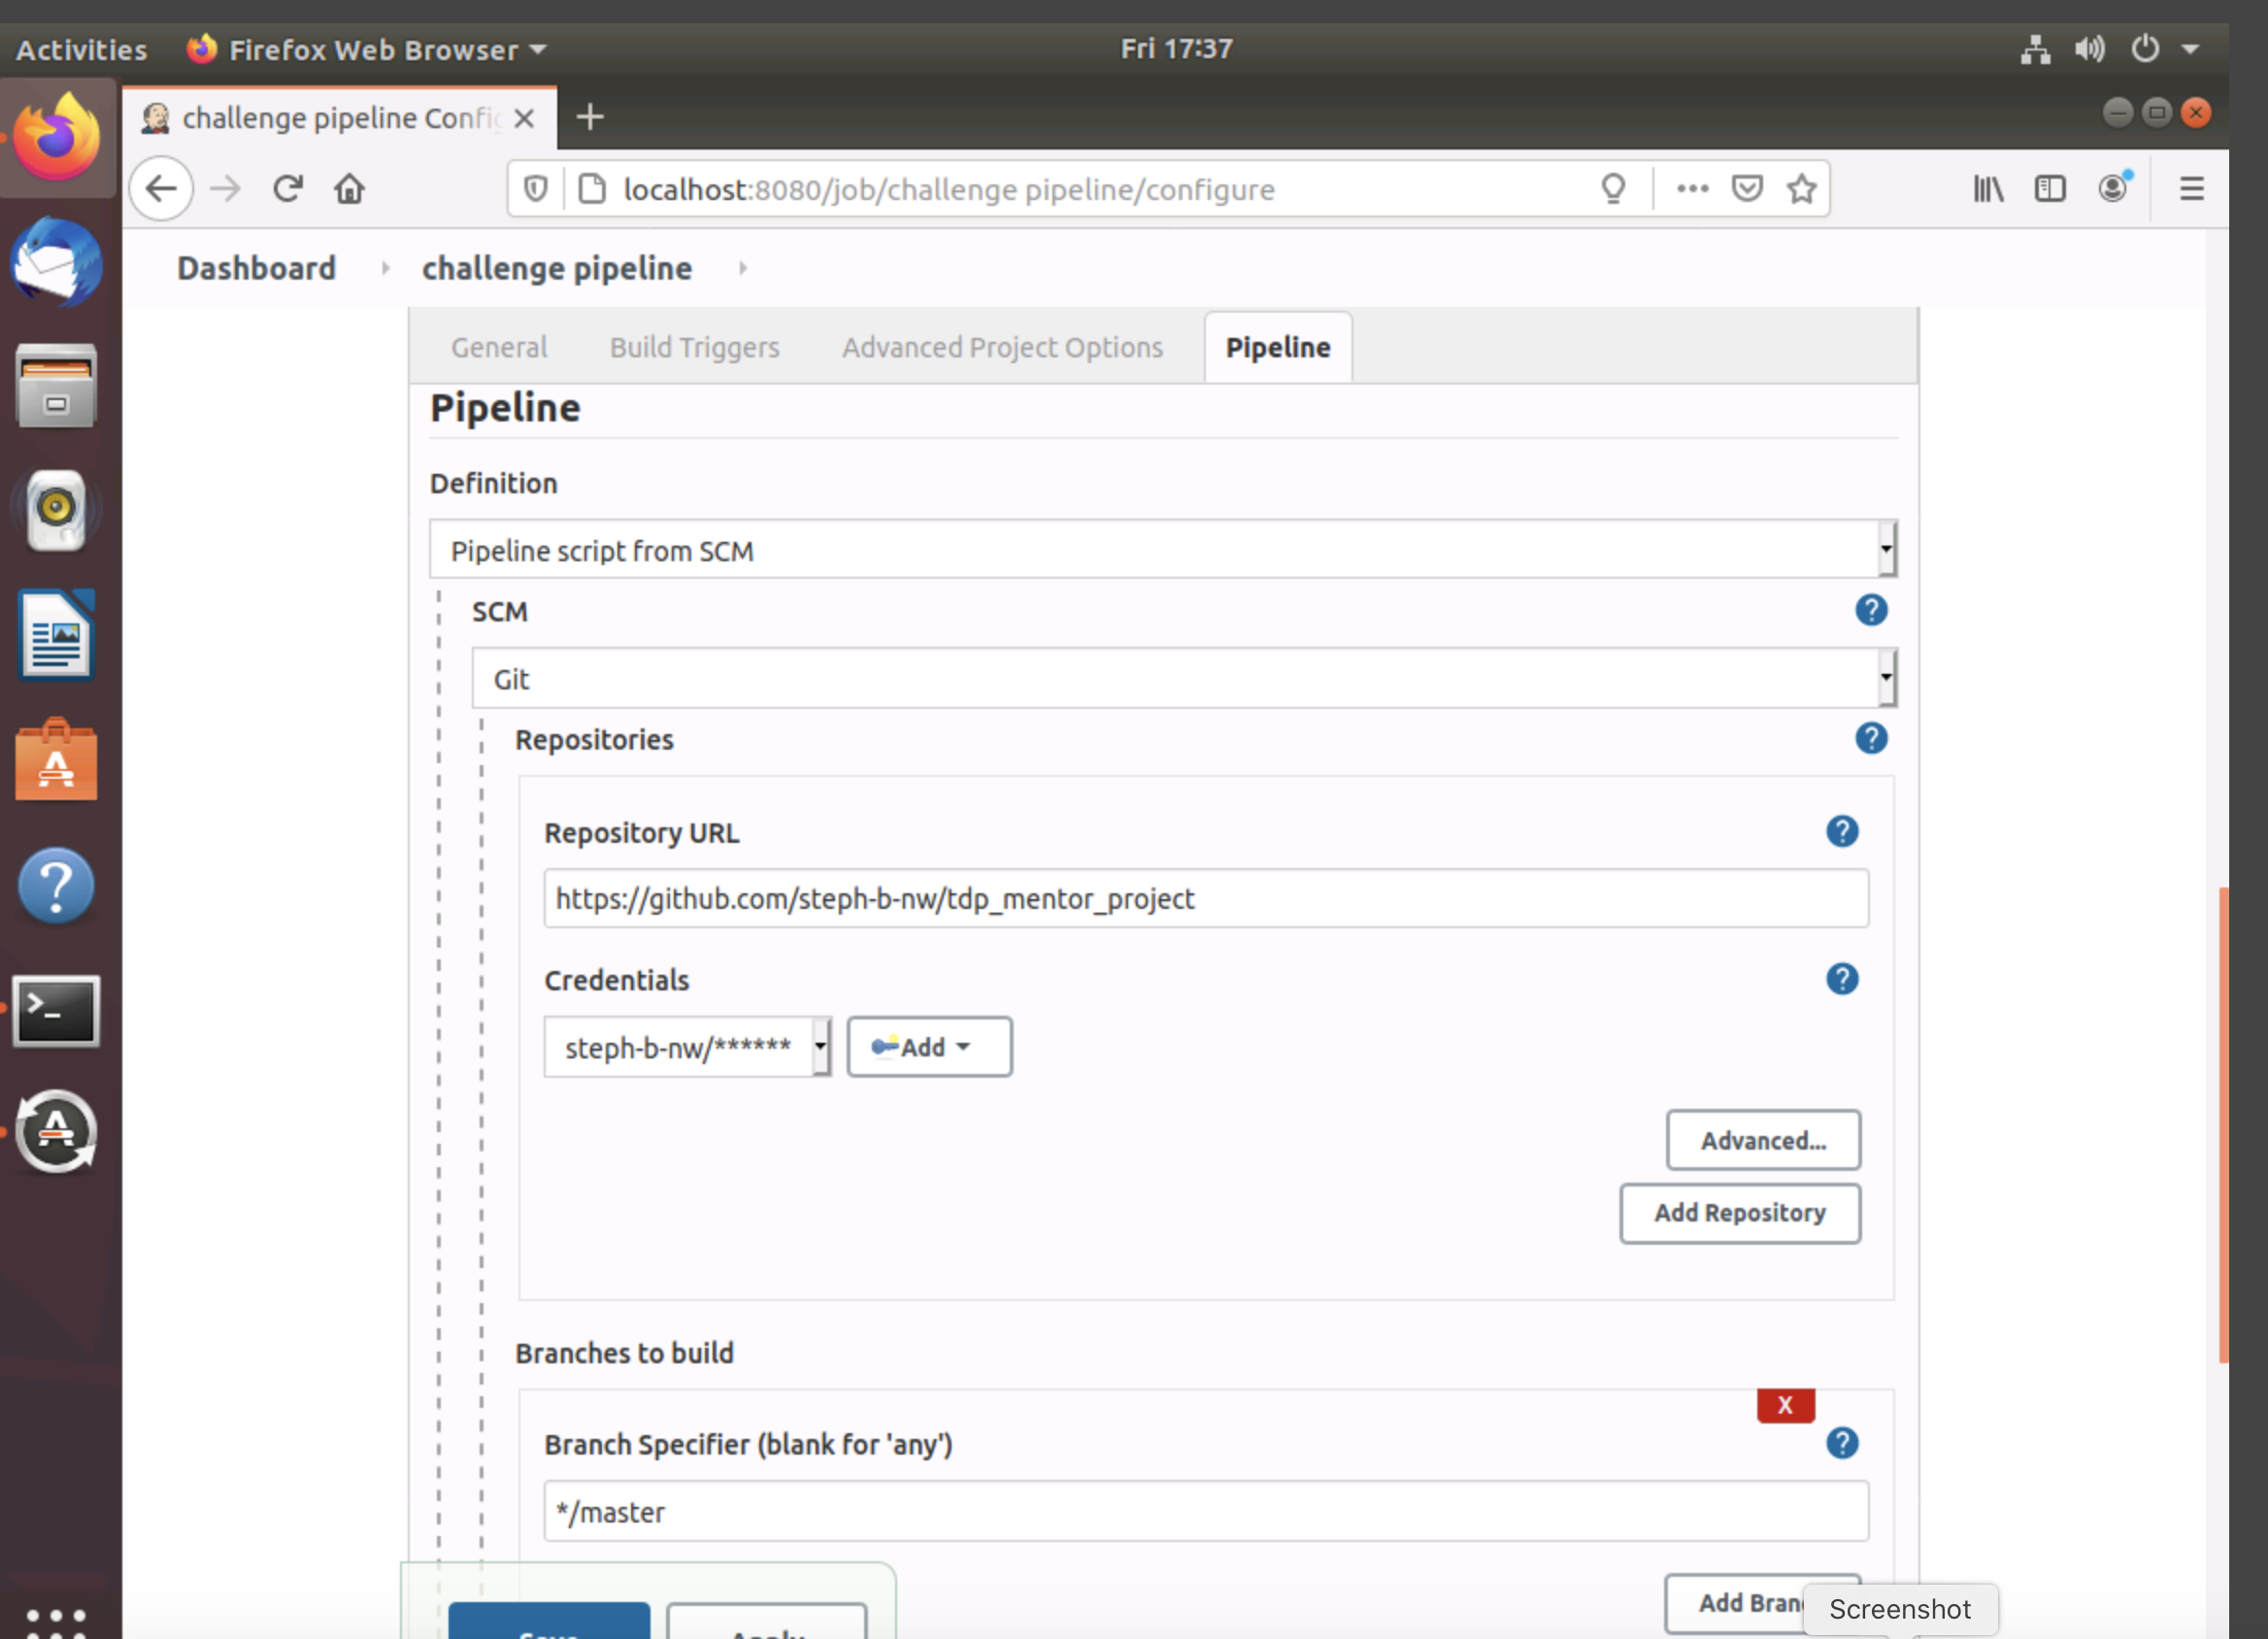 Activities Firefox Web Browser Fri 17:37
challenge pipeline Config
localhost:8080/job/challenge pipeline/configure
Dashboard challenge pipeline
General Build Triggers Advanced Project Options Pipeline
Pipeline
Definition
Pipeline script from SCM
SCM
Git
Repositories
Repository URL
https://github.com/steph-b-nw/tdp_mentor_project
Credentials
steph-b-nw/****** Add
Advanced...
Add Repository
Branches to build
X
Branch Specifier (blank for 'any')
*/master
Add Bran
Screenshot
Save Apply